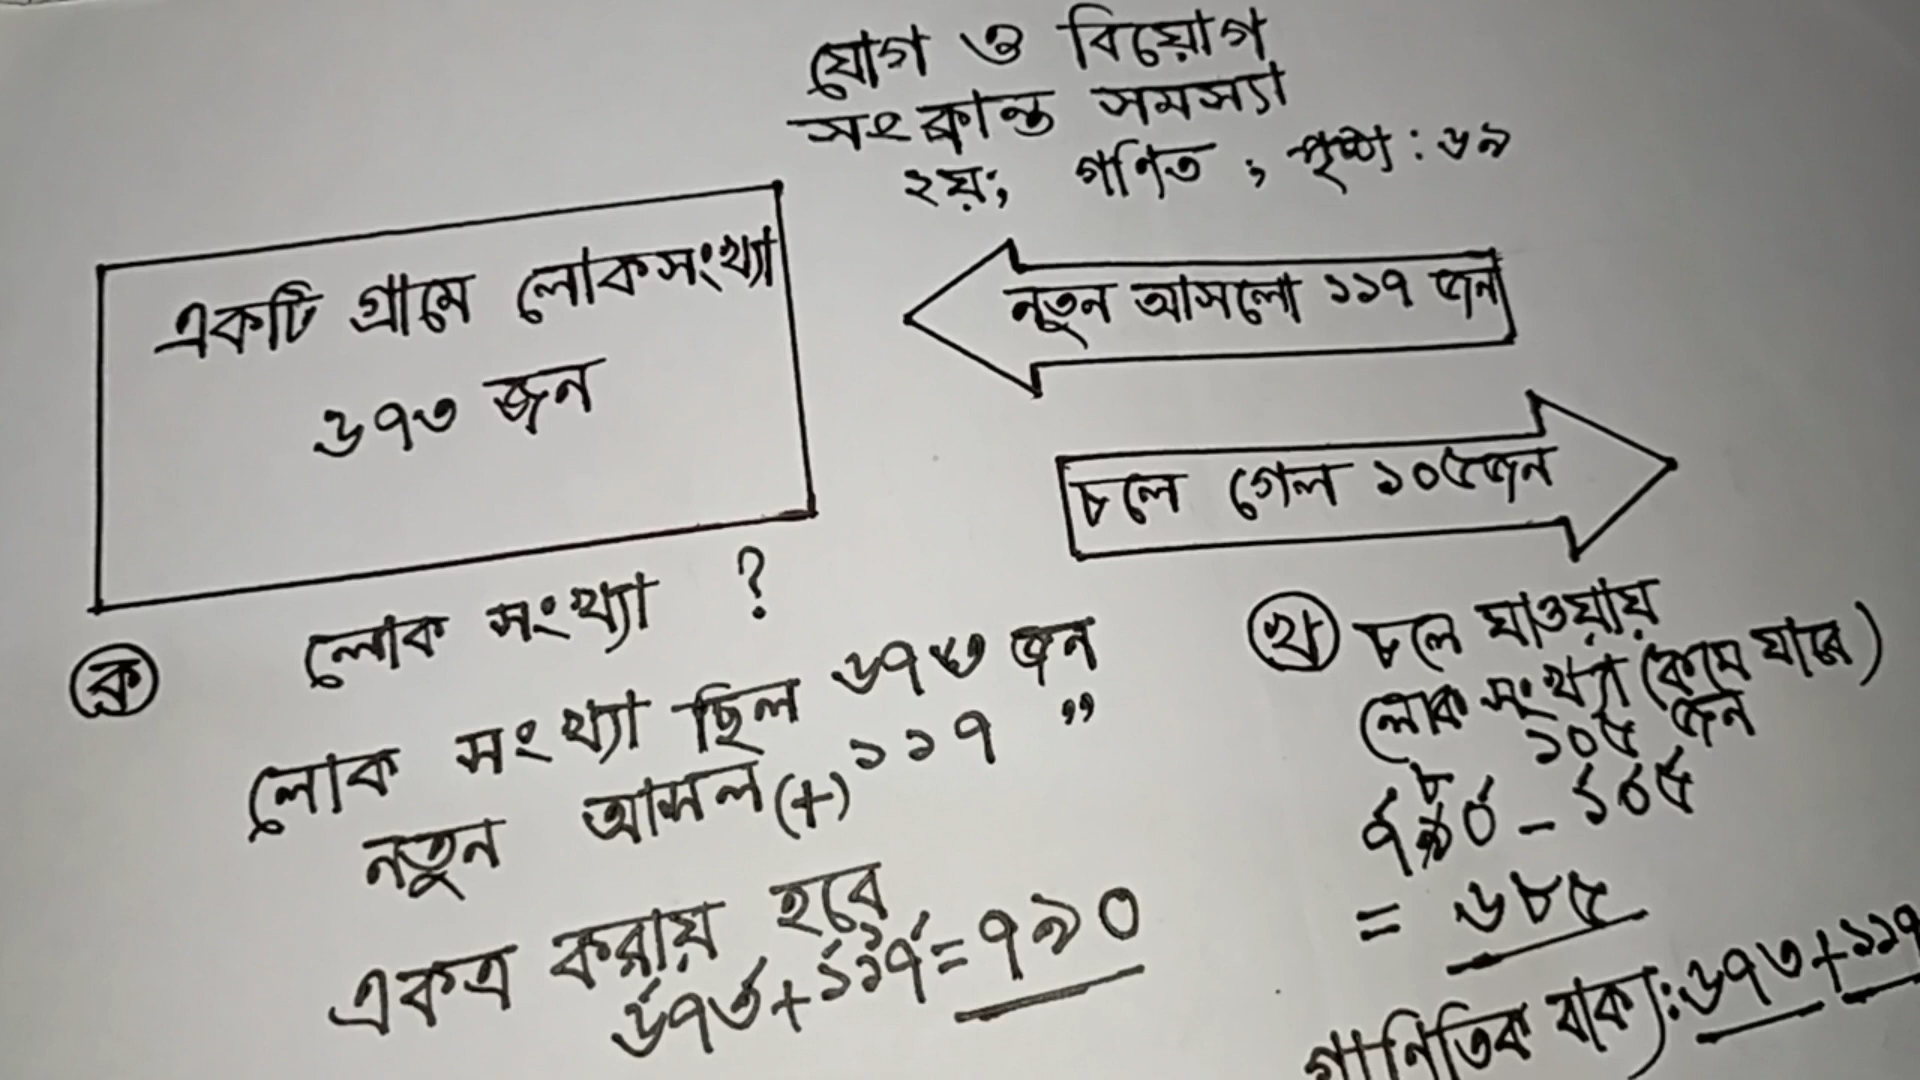 যোগ ও বিয়োগ
সংক্রান্ত সমস্যা
২য়; গণিত ; পৃষ্ঠা : ৬৯
একটি গ্রামে লোকসংখ্যা
৬৭৩ জন
নতুন আসলো ১১৭ জন
চলে গেল ১০৫জন
লোক সংখ্যা ?
ক
লোক সংখ্যা ছিল ৬৭৩ জন
নতুন আসল (+) ১১৭ "
একত্র করায় হবে
৬৭৩+১১৭=৭৯০
খ চলে যাওয়ায়
লোক সংখ্যা (কমে যাবে)
১০৫ জন
৮
৭৯০ - ১০৫
= ৬৮৫
গাণিতিক বাক্য: ৬৭৩+১১৭